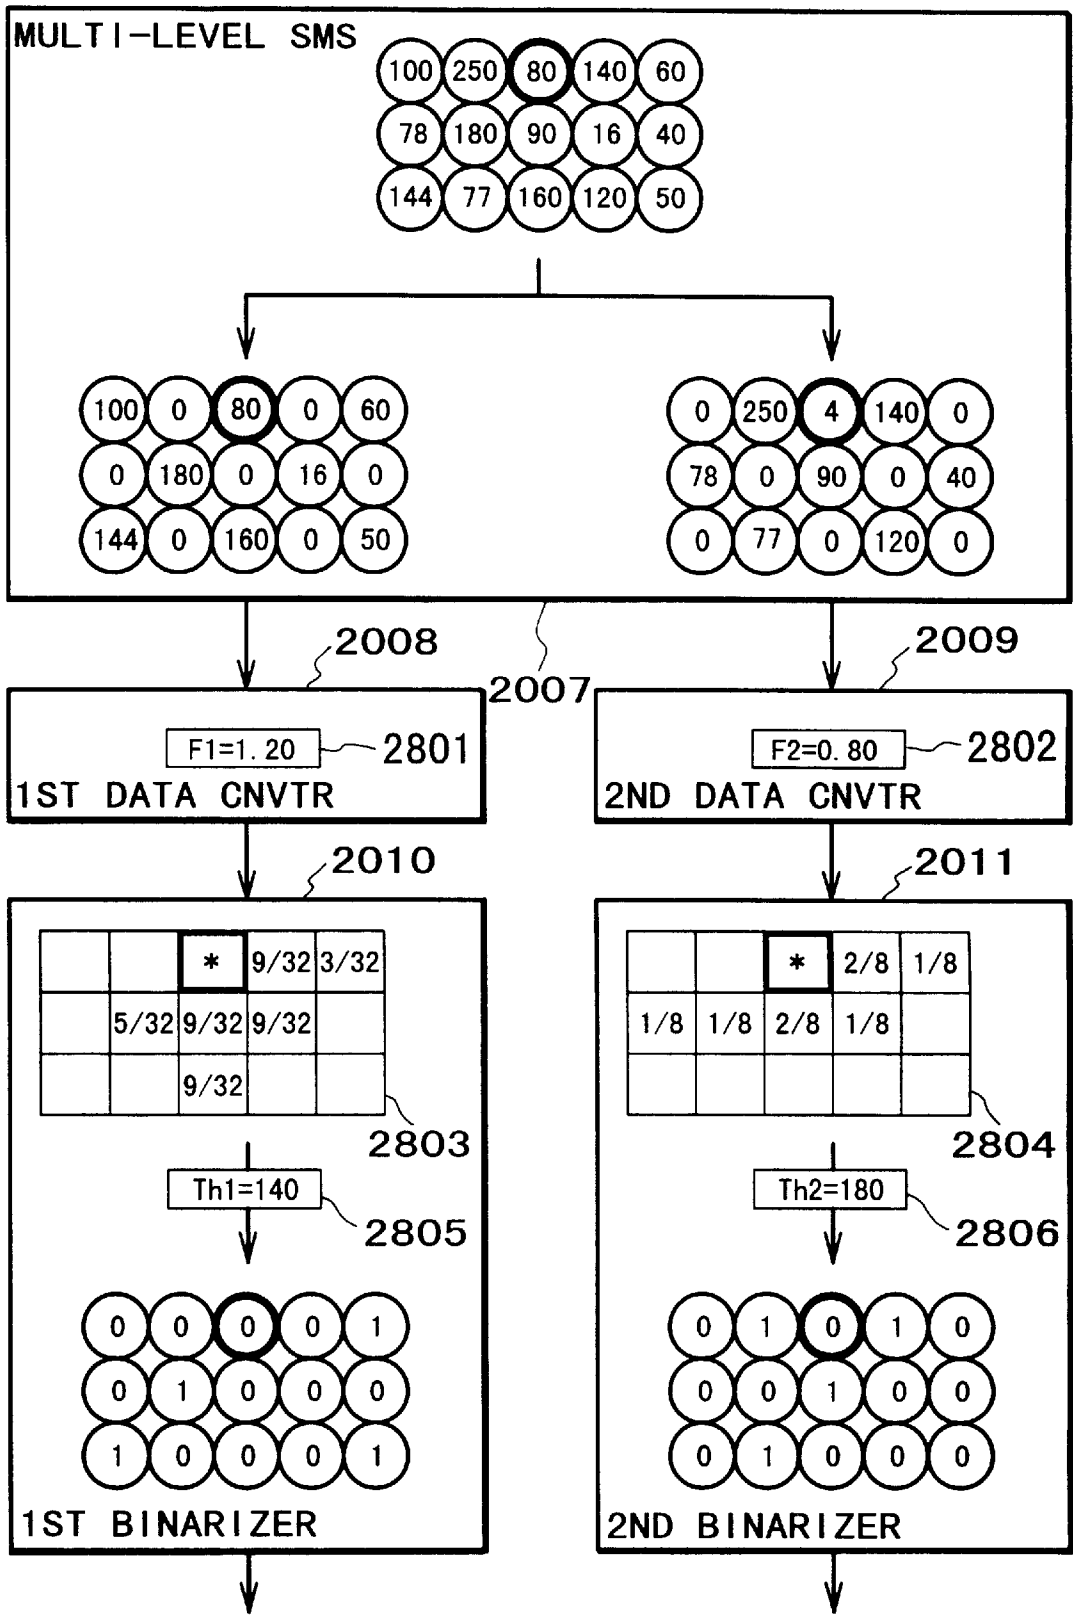 MULTI-LEVEL SMS
100 250 80 140 60
78 180 90 16 40
144 77 160 120 50
100 0 80 0 60
0 180 0 16 0
144 0 160 0 50
0 250 4 140 0
78 0 90 0 40
0 77 0 120 0
2007
2008
F1=1.20
2801
1ST DATA CNVTR
2009
F2=0.80
2802
2ND DATA CNVTR
2010
* 9/32 3/32
5/32 9/32 9/32
9/32
2803
Th1=140
2805
0 0 0 0 1
0 1 0 0 0
1 0 0 0 1
1ST BINARIZER
2011
* 2/8 1/8
1/8 1/8 2/8 1/8
2804
Th2=180
2806
0 1 0 1 0
0 0 1 0 0
0 1 0 0 0
2ND BINARIZER